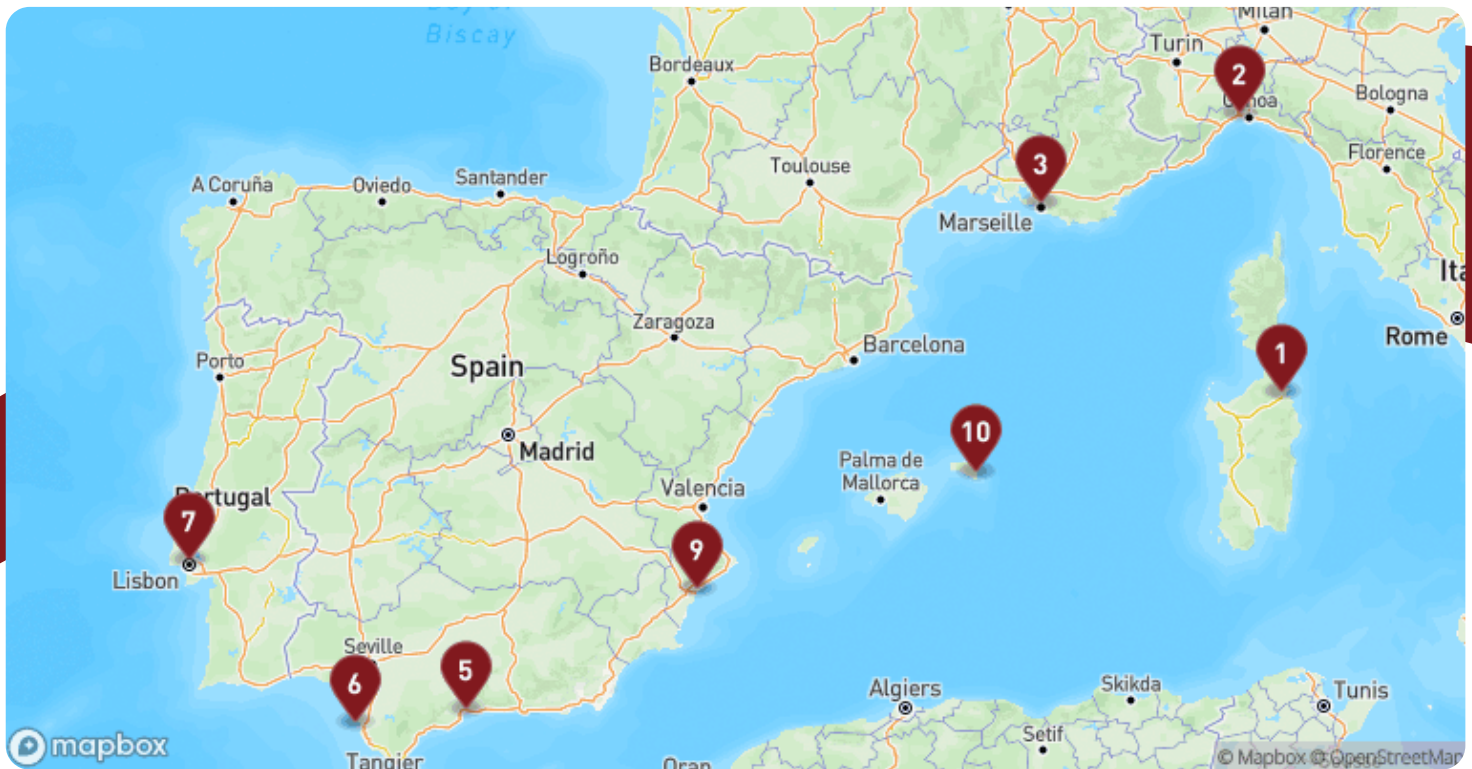 Bay of
Biscay
Milan
Turin
2
Genoa
Bordeaux
Bologna
Florence
Toulouse
3
Marseille
A Coruña
Oviedo
Santander
Logroño
Ita
Zaragoza
Rome
Barcelona
1
Spain
Porto
10
Madrid
Palma de
Mallorca
Valencia
Portugal
7
9
Lisbon
Seville
5
6
Algiers
Skikda
Tunis
Setif
mapbox
Tangier
Oran
© Mapbox © OpenStreetMap